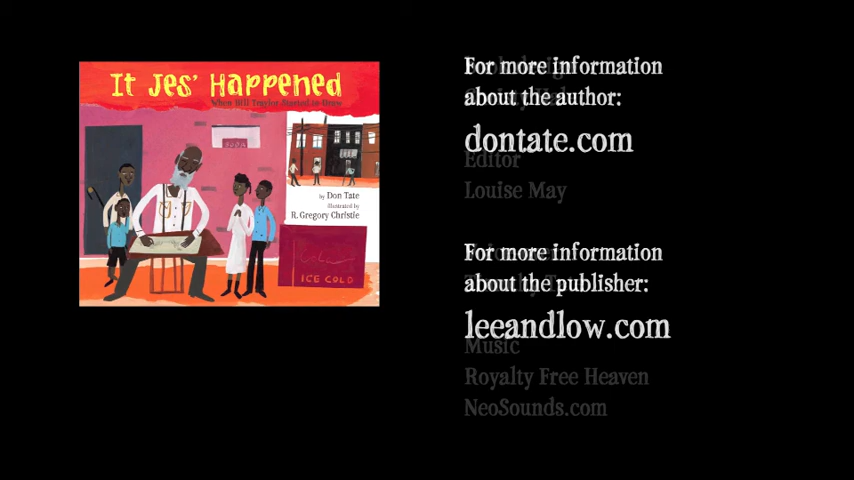 It Jes' Happened
When Bill Traylor Started to Draw
by Don Tate
illustrated by
R. Gregory Christie
ICE COLD
For more information
about the author:
dontate.com
Editor
Louise May
For more information
about the publisher:
leeandlow.com
Music
Royalty Free Heaven
NeoSounds.com